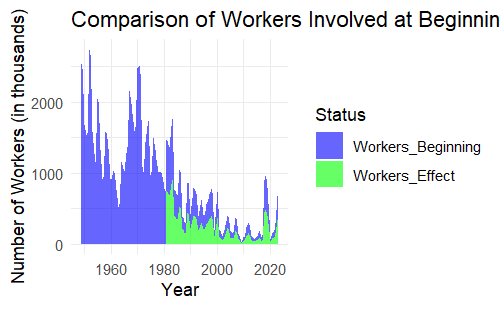 Comparison of Workers Involved at Beginnin
Number of Workers (in thousands)
2000
1000
0
1960
1980
2000
2020
Year
Status
Workers_Beginning
Workers_Effect